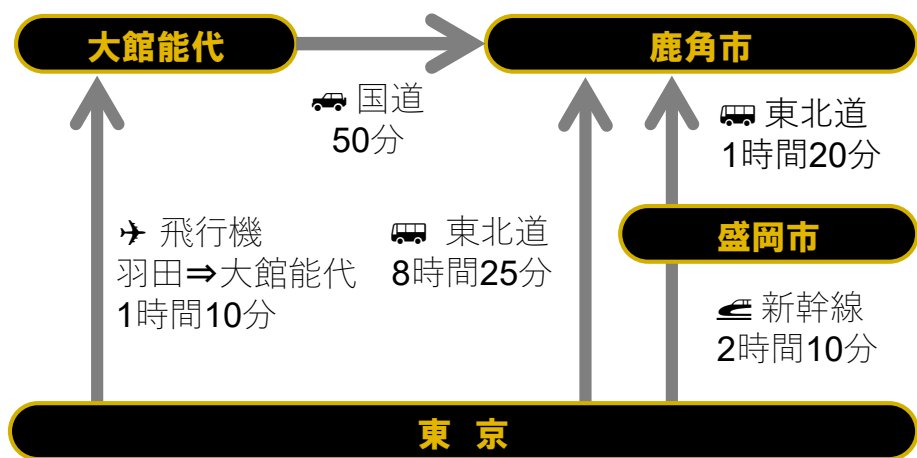 大館能代
鹿角市
国道
50分
東北道
1時間20分
飛行機
羽田⇒大館能代
1時間10分
東北道
8時間25分
盛岡市
新幹線
2時間10分
東 京